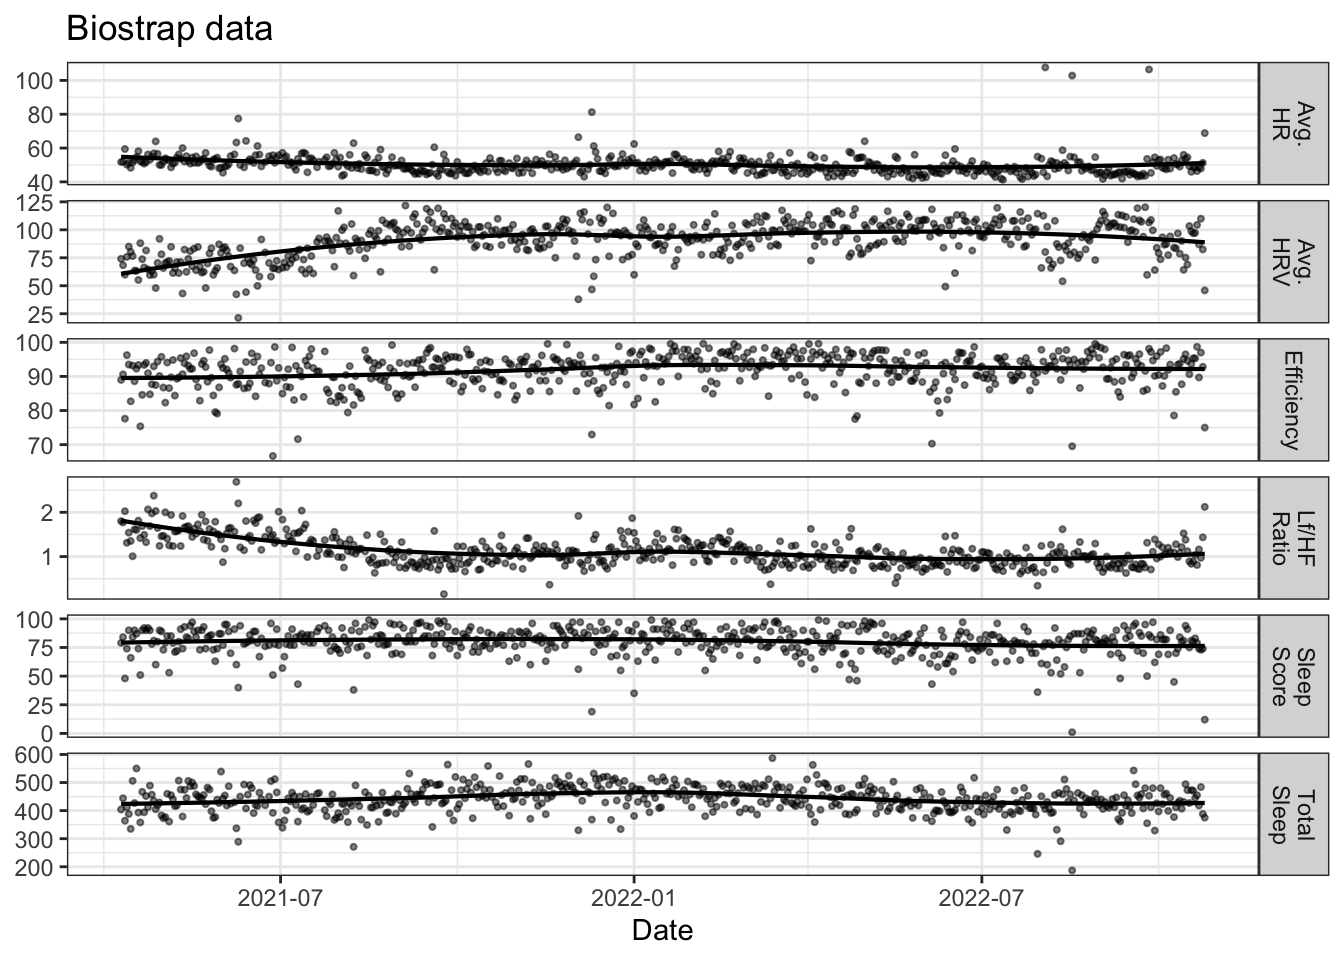 Biostrap data
100
80
60
40
Avg.
HR
125
100
75
50
25
Avg.
HRV
100
90
80
70
Efficiency
2
1
Lf/HF
Ratio
100
75
50
25
0
Sleep
Score
600
500
400
300
200
Total
Sleep
2021-07
2022-01
2022-07
Date